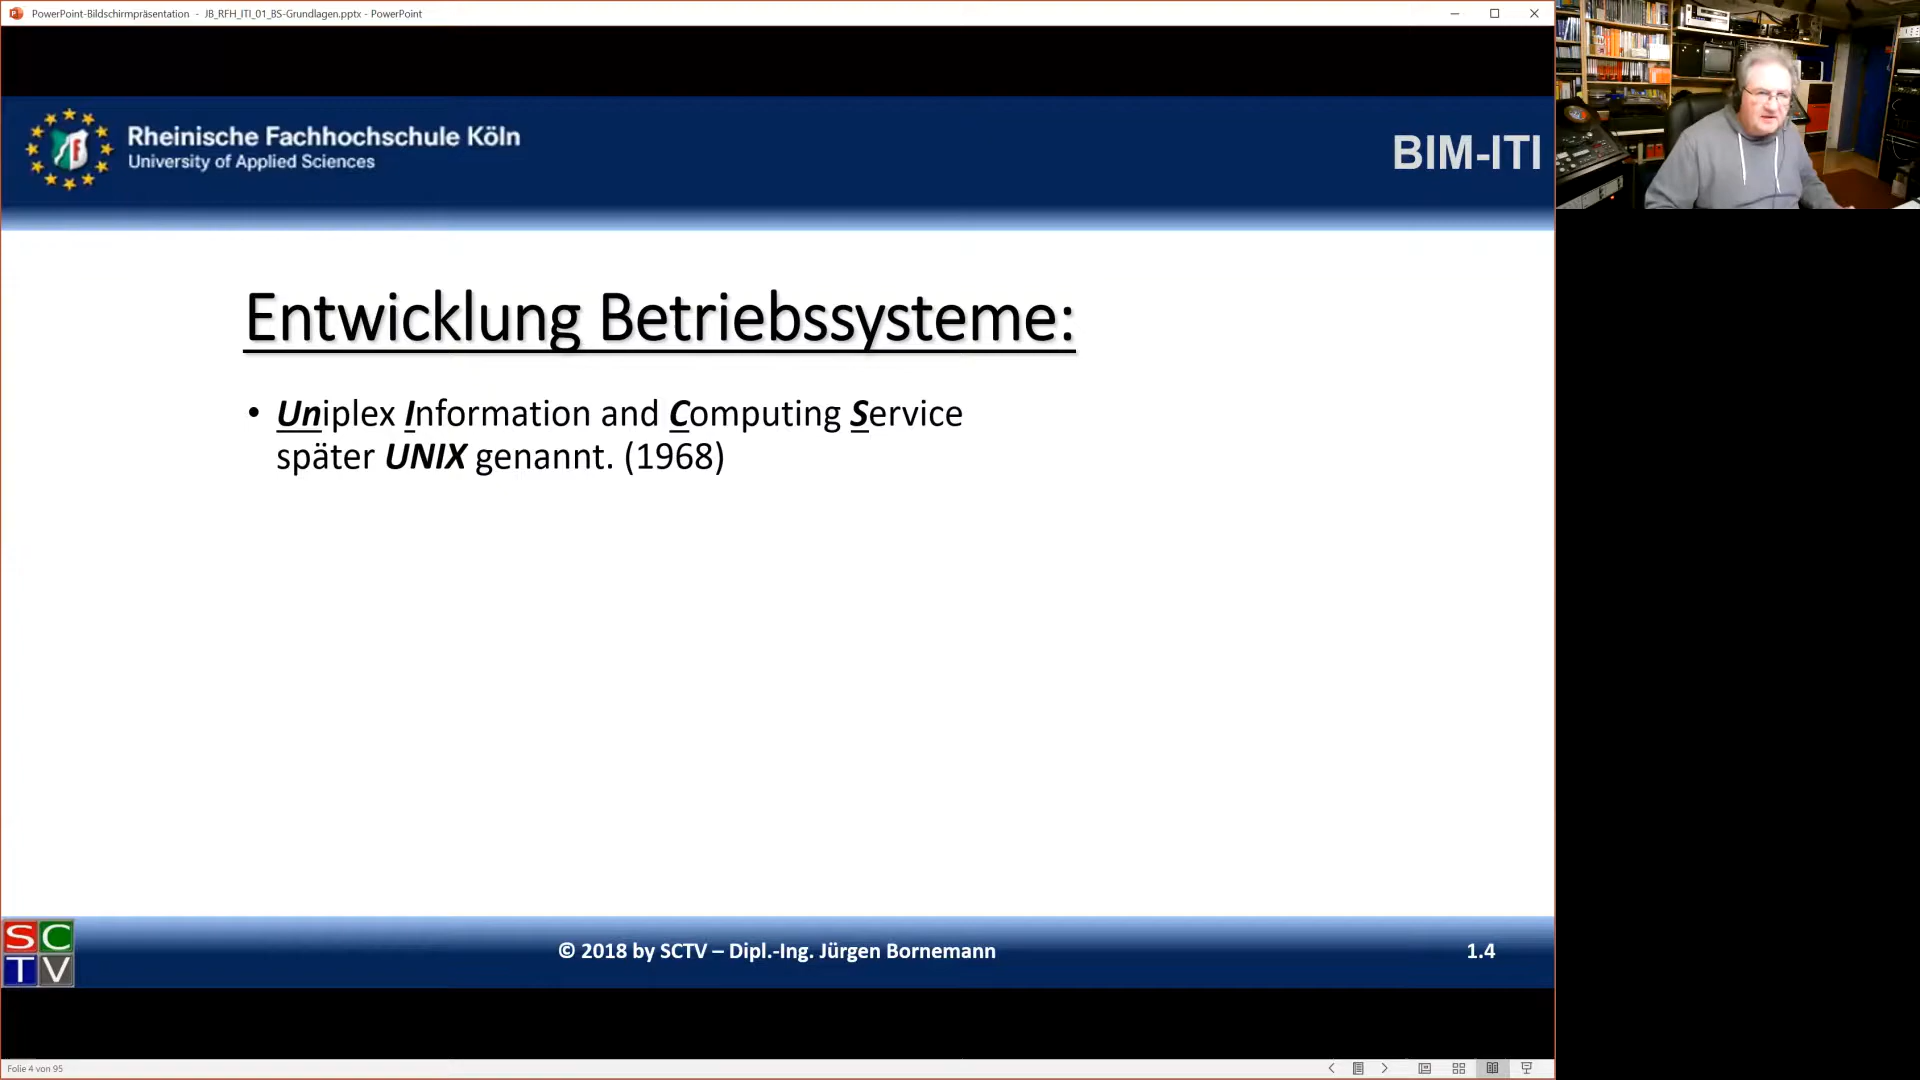 PowerPoint-Bildschirmpräsentation - JB_RFH_ITI_01_BS-Grundlagen.pptx - PowerPoint
Rheinische Fachhochschule Köln
University of Applied Sciences
BIM-ITI
Entwicklung Betriebssysteme:
• Uniplex Information and Computing Service
später UNIX genannt. (1968)
SC
TV
© 2018 by SCTV – Dipl.-Ing. Jürgen Bornemann
1.4
Folie 4 von 95